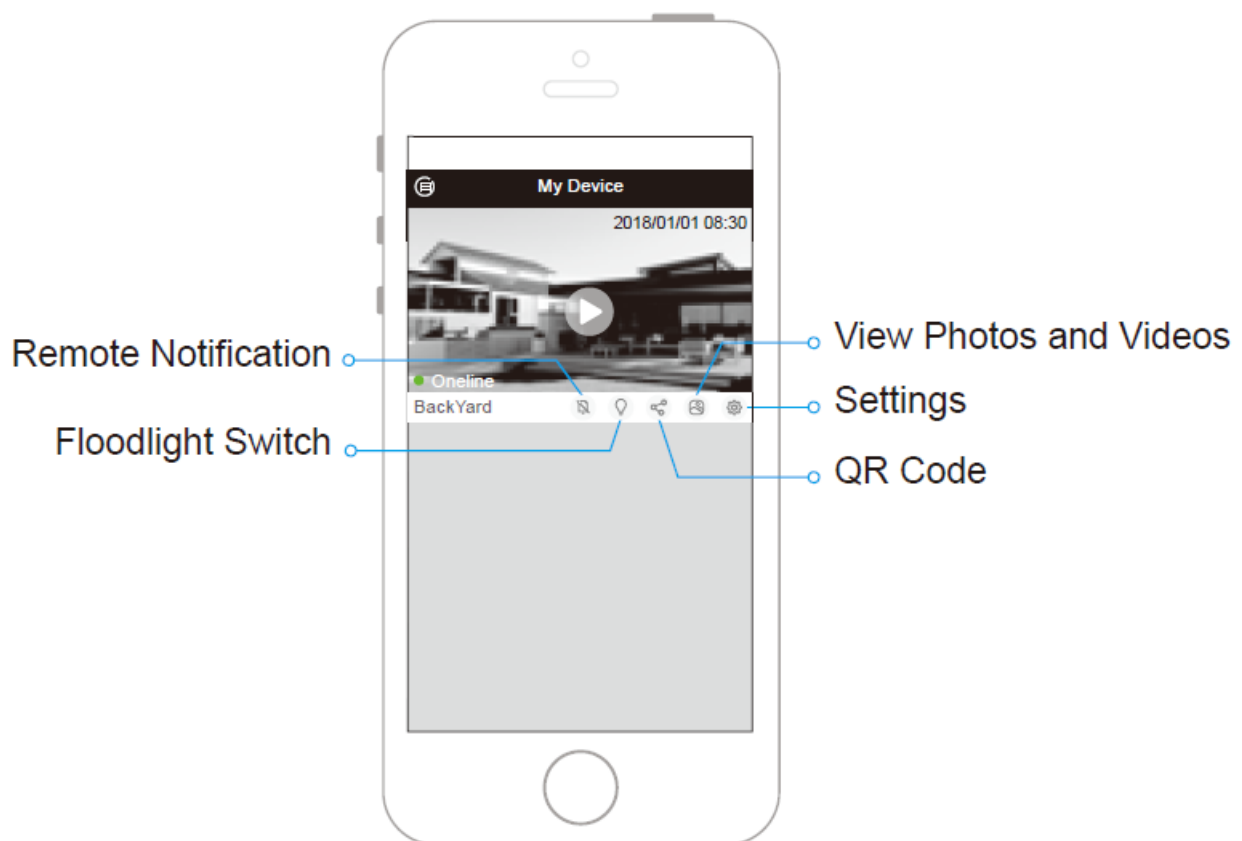 My Device
2018/01/01 08:30
Remote Notification
View Photos and Videos
Oneline
BackYard
Settings
Floodlight Switch
QR Code